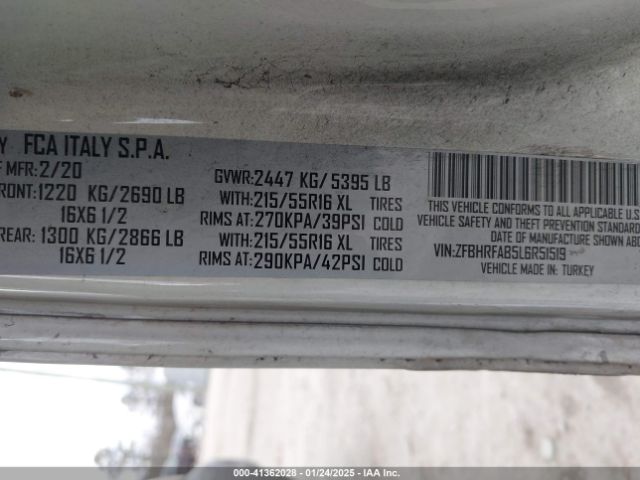 Y FCA ITALY S.P.A.
F MFR: 2/20
FRONT: 1220 KG/2690 LB
16X6 1/2
REAR: 1300 KG/2866 LB
16X6 1/2
GVWR: 2447 KG/ 5395 LB
WITH: 215/55R16 XL TIRES
RIMS AT: 270KPA/39PSI COLD
WITH: 215/55R16 XL TIRES
RIMS AT: 290KPA/42PSI COLD
THIS VEHICLE CONFORMS TO ALL APPLICABLE U.S.
VEHICLE SAFETY AND THEFT PREVENTION STANDARD
DATE OF MANUFACTURE SHOWN ABO
VIN: ZFBHRFAB5L6R51519
VEHICLE MADE IN: TURKEY
000-41362028 - 01/24/2025 - IAA Inc.